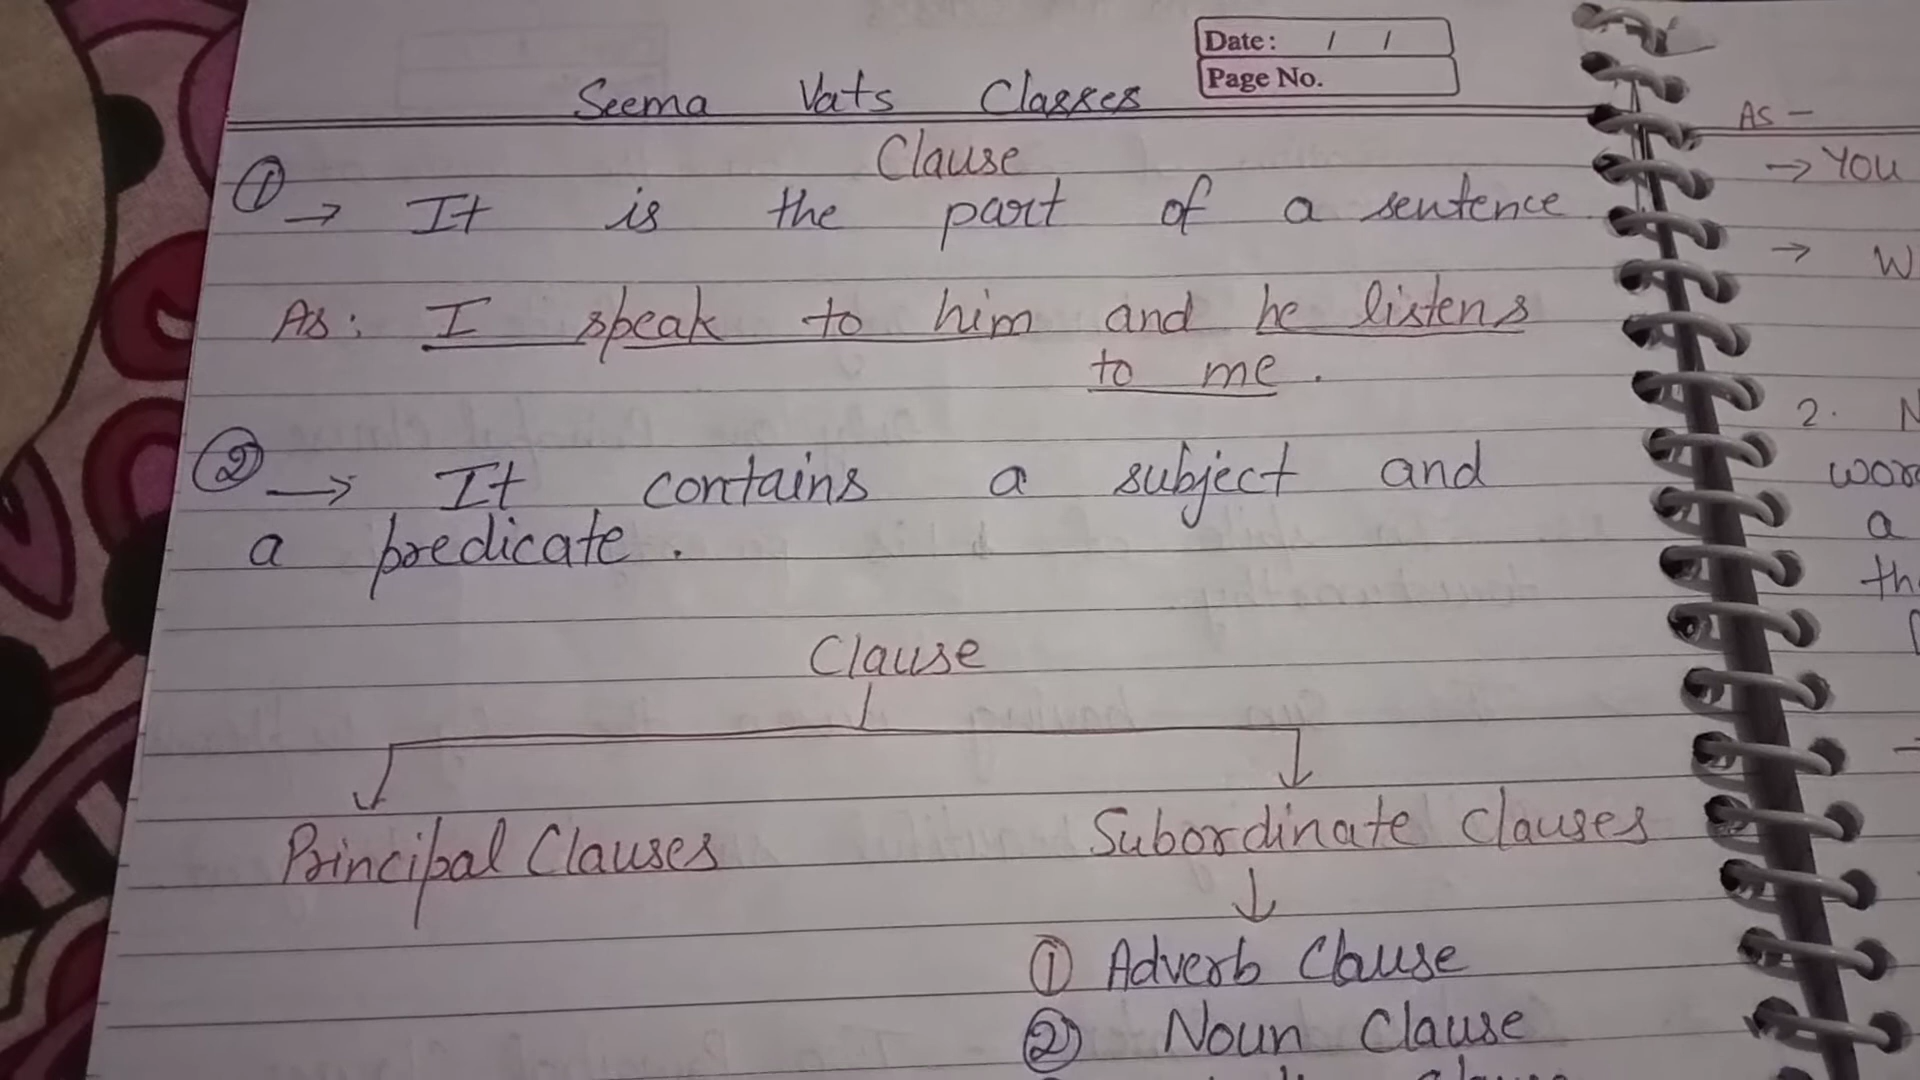 Date: / /
Page No.
Seema Vats Classes
Clause
① → It is the part of a sentence
As: I speak to him and he listens
to me.
② → It contains a subject and
a predicate.
Clause
Principal Clauses
Subordinate Clauses
① Adverb Clause
② Noun Clause
As -
→ You
→
2.
a